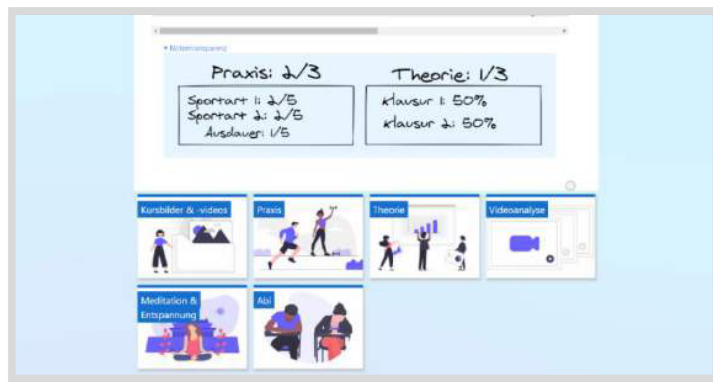 Notentransparenz
Praxis: 2/3
Sportart 1: 2/5
Sportart 2: 2/5
Ausdauer: 1/5
Theorie: 1/3
Klausur 1: 50%
Klausur 2: 50%
Kursbilder & -videos
Praxis
Theorie
Videoanalyse
Meditation &
Entspannung
Abi